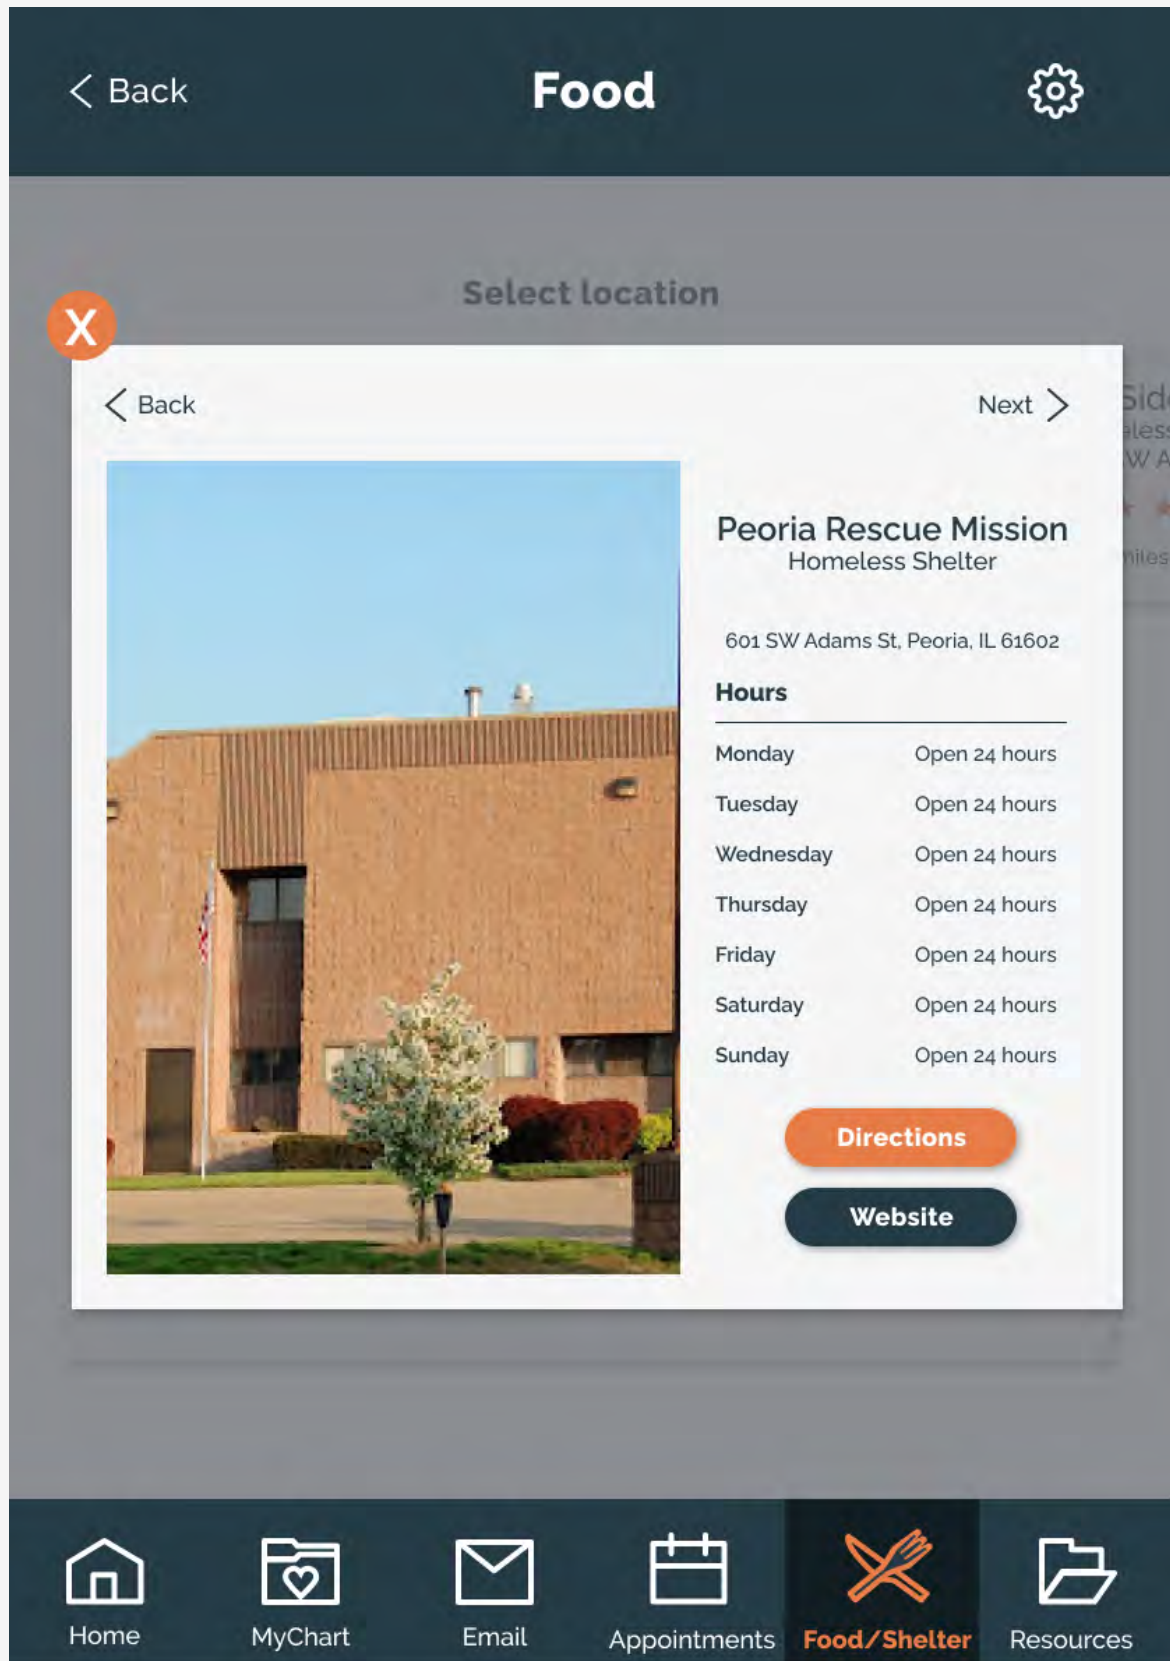 Back
Food
Select location
X
Back
Next
Peoria Rescue Mission
Homeless Shelter
601 SW Adams St, Peoria, IL 61602
Hours
Monday Open 24 hours
Tuesday Open 24 hours
Wednesday Open 24 hours
Thursday Open 24 hours
Friday Open 24 hours
Saturday Open 24 hours
Sunday Open 24 hours
Directions
Website
Home
MyChart
Email
Appointments
Food/Shelter
Resources